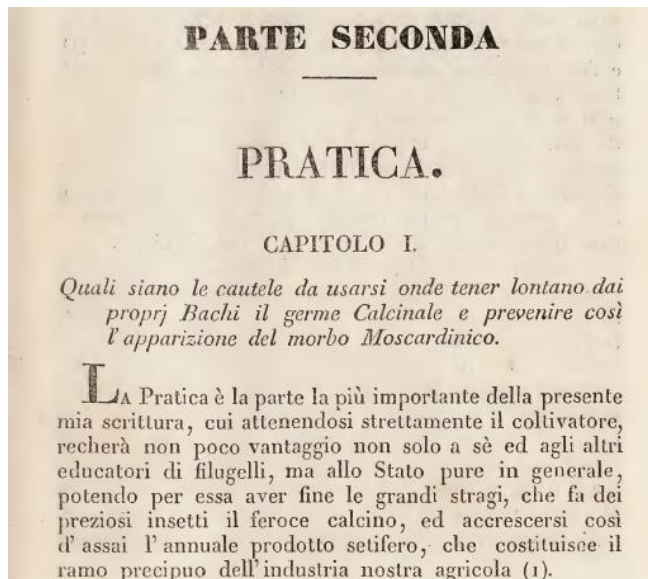 PARTE SECONDA
PRATICA.
CAPITOLO I.
Quali siano le cautele da usarsi onde tener lontano dai
proprj Bachi il germe Calcinale e prevenire così
l'apparizione del morbo Moscardinico.
LA Pratica è la parte la più importante della presente
mia scrittura, cui attenendosi strettamente il coltivatore,
recherà non poco vantaggio non solo a sè ed agli altri
educatori di filugelli, ma allo Stato pure in generale,
potendo per essa aver fine le grandi stragi, che fa dei
preziosi insetti il feroce calcino, ed accrescersi così
d'assai l'annuale prodotto setifero, che costituisce il
ramo precipuo dell'industria nostra agricola (1).